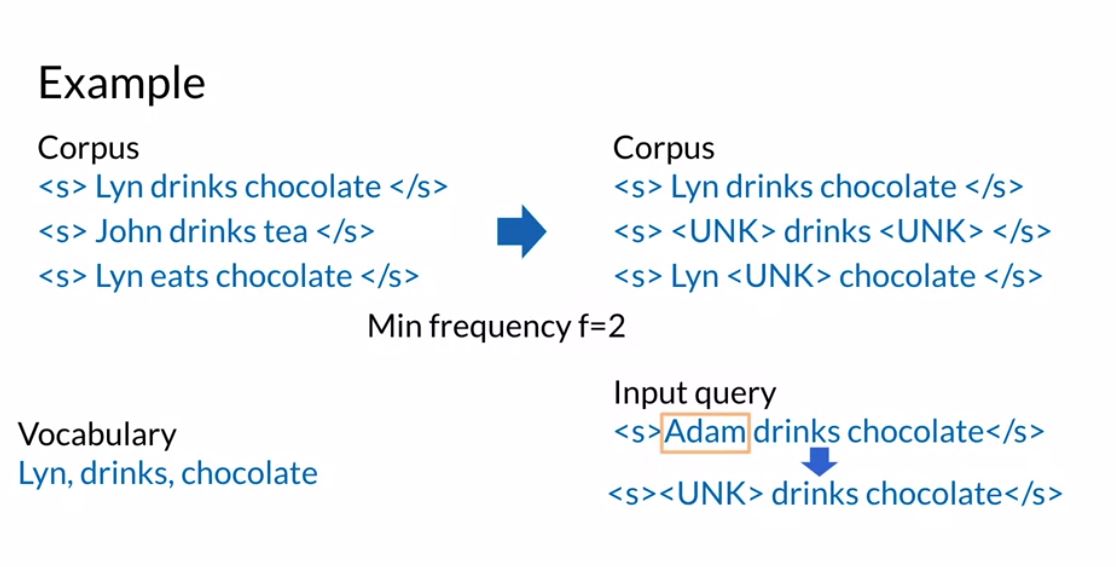 Example
Corpus
<s> Lyn drinks chocolate </s>
<s> John drinks tea </s>
<s> Lyn eats chocolate </s>
Corpus
<s> Lyn drinks chocolate </s>
<s> <UNK> drinks <UNK> </s>
<s> Lyn <UNK> chocolate </s>
Min frequency f=2
Vocabulary
Lyn, drinks, chocolate
Input query
<s>Adam drinks chocolate</s>
<s><UNK> drinks chocolate</s>